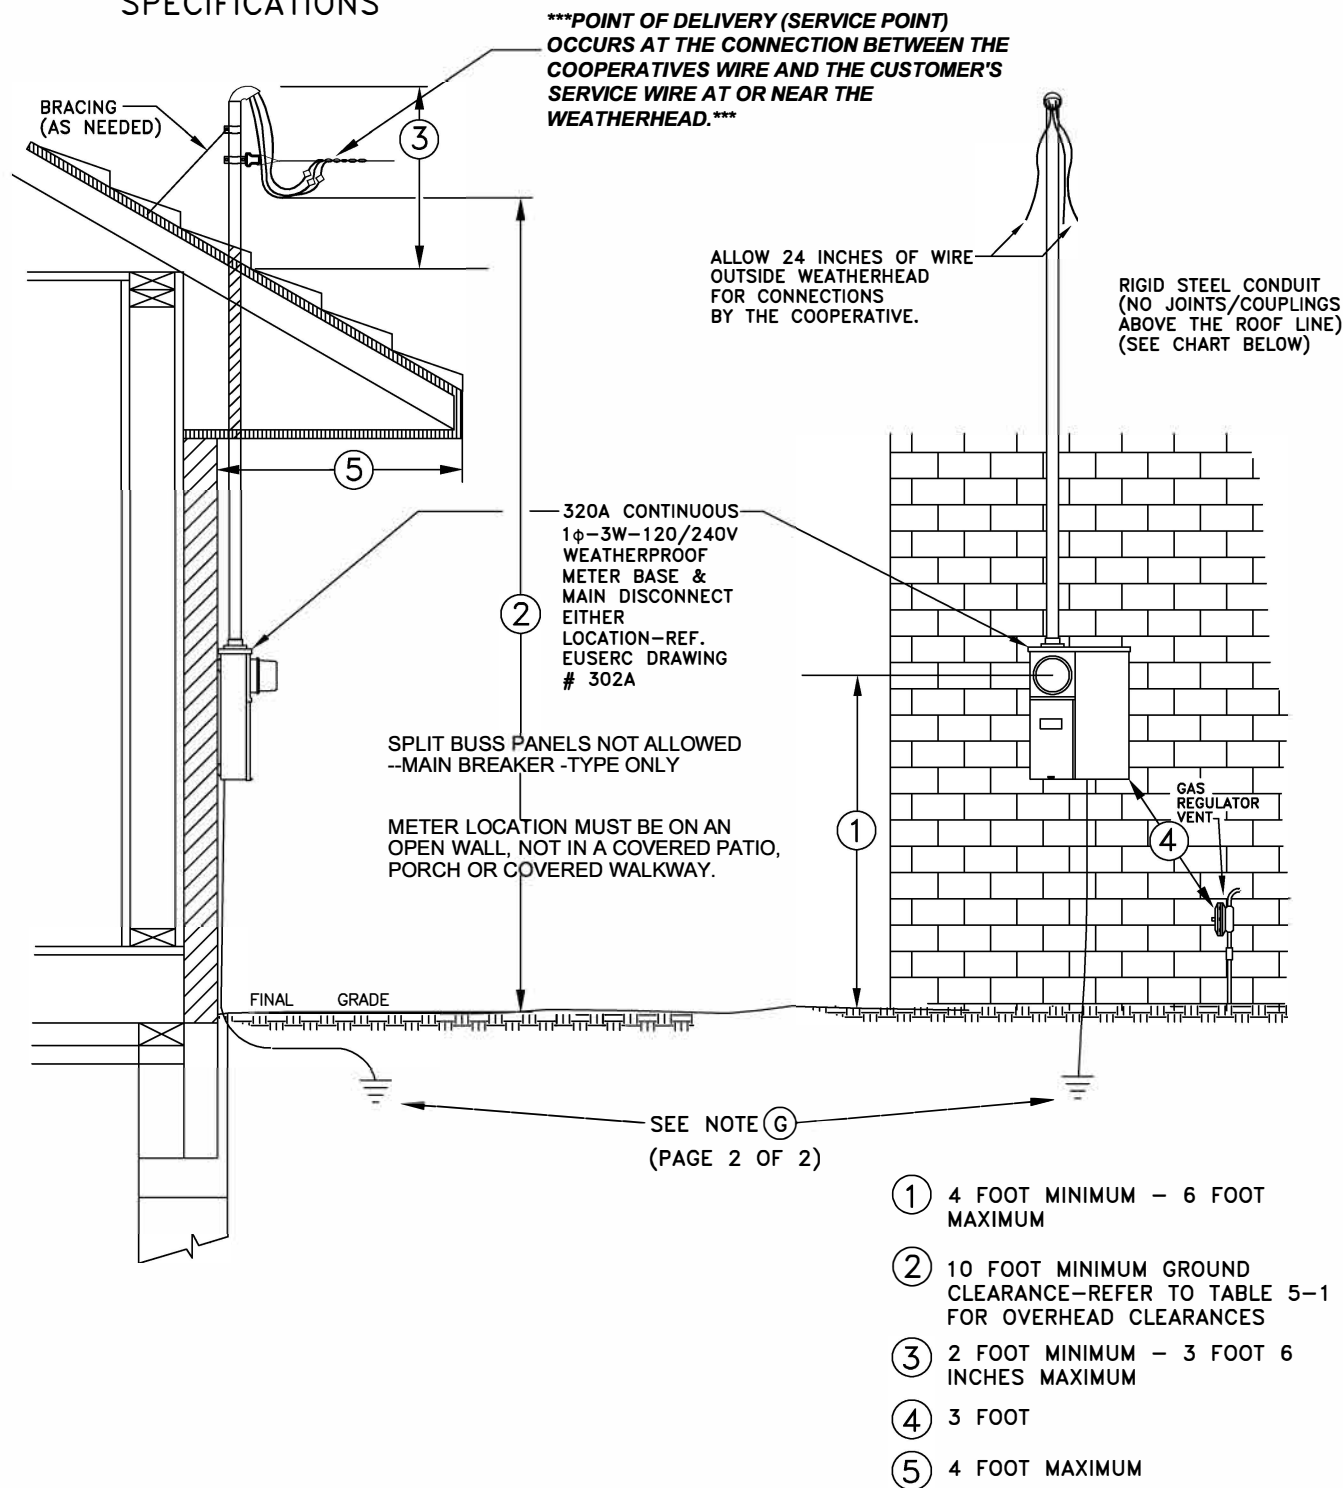 SPECIFICATIONS
***POINT OF DELIVERY (SERVICE POINT)
OCCURS AT THE CONNECTION BETWEEN THE
COOPERATIVES WIRE AND THE CUSTOMER'S
SERVICE WIRE AT OR NEAR THE
WEATHERHEAD.***
BRACING
(AS NEEDED)
3
ALLOW 24 INCHES OF WIRE
OUTSIDE WEATHERHEAD
FOR CONNECTIONS
BY THE COOPERATIVE.
RIGID STEEL CONDUIT
(NO JOINTS/COUPLINGS
ABOVE THE ROOF LINE)
(SEE CHART BELOW)
5
320A CONTINUOUS
1ϕ-3W-120/240V
WEATHERPROOF
METER BASE &
MAIN DISCONNECT
EITHER
LOCATION-REF.
EUSERC DRAWING
# 302A
2
SPLIT BUSS PANELS NOT ALLOWED
--MAIN BREAKER -TYPE ONLY
METER LOCATION MUST BE ON AN
OPEN WALL, NOT IN A COVERED PATIO,
PORCH OR COVERED WALKWAY.
1
GAS
REGULATOR
VENT
4
FINAL GRADE
SEE NOTE G
(PAGE 2 OF 2)
1 4 FOOT MINIMUM - 6 FOOT
MAXIMUM
2 10 FOOT MINIMUM GROUND
CLEARANCE-REFER TO TABLE 5-1
FOR OVERHEAD CLEARANCES
3 2 FOOT MINIMUM - 3 FOOT 6
INCHES MAXIMUM
4 3 FOOT
5 4 FOOT MAXIMUM